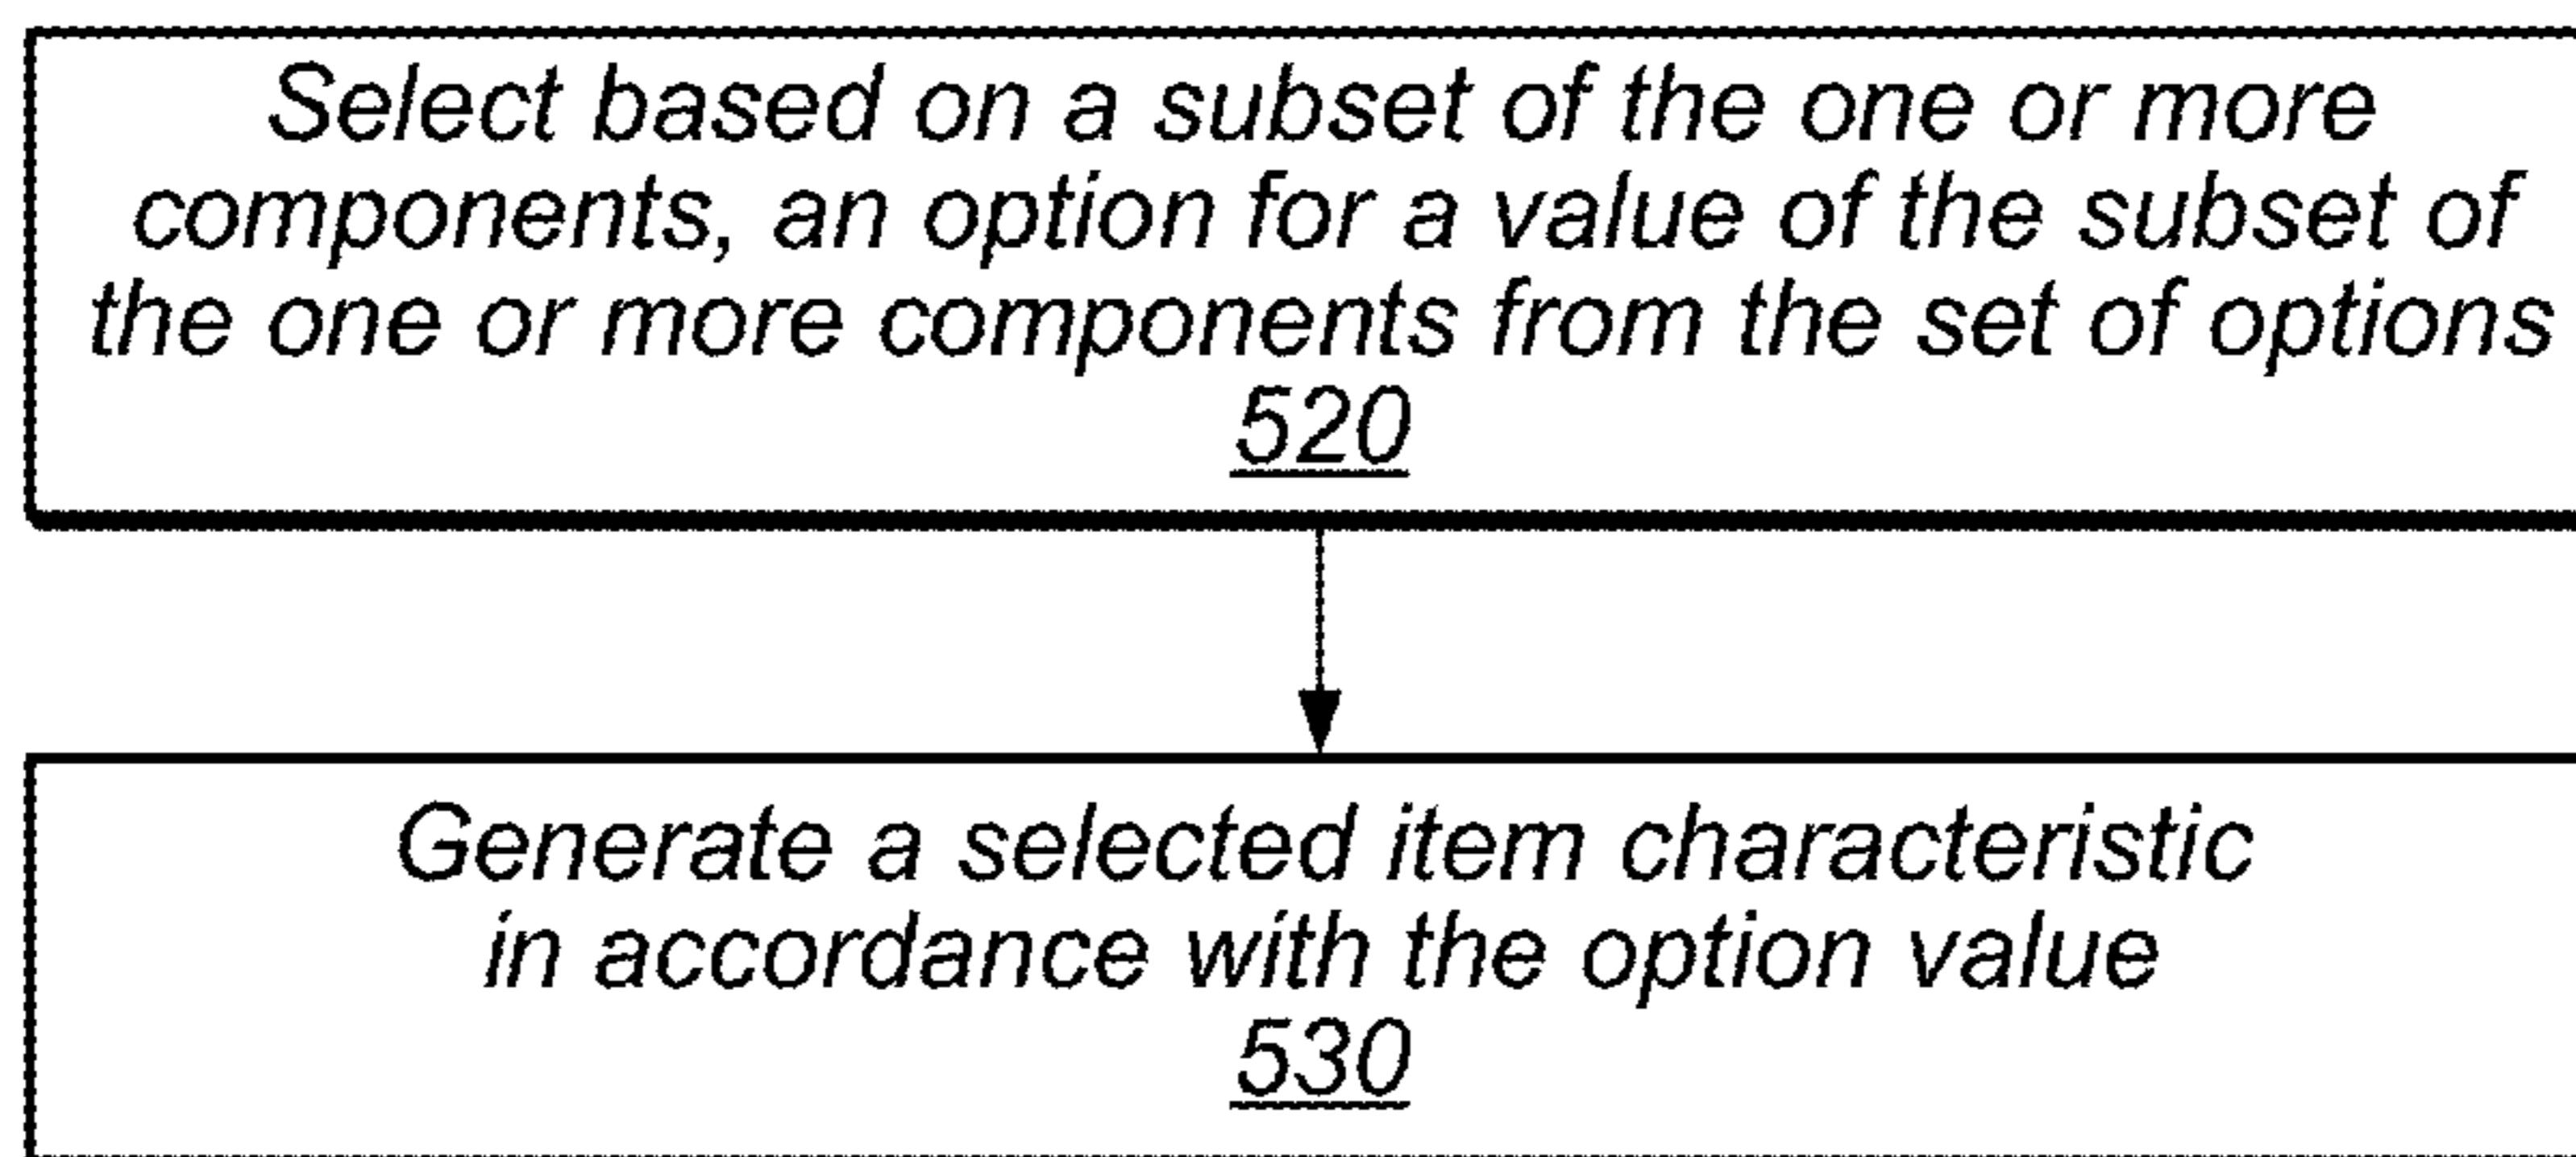 Select based on a subset of the one or more
components, an option for a value of the subset of
the one or more components from the set of options
520
Generate a selected item characteristic
in accordance with the option value
530